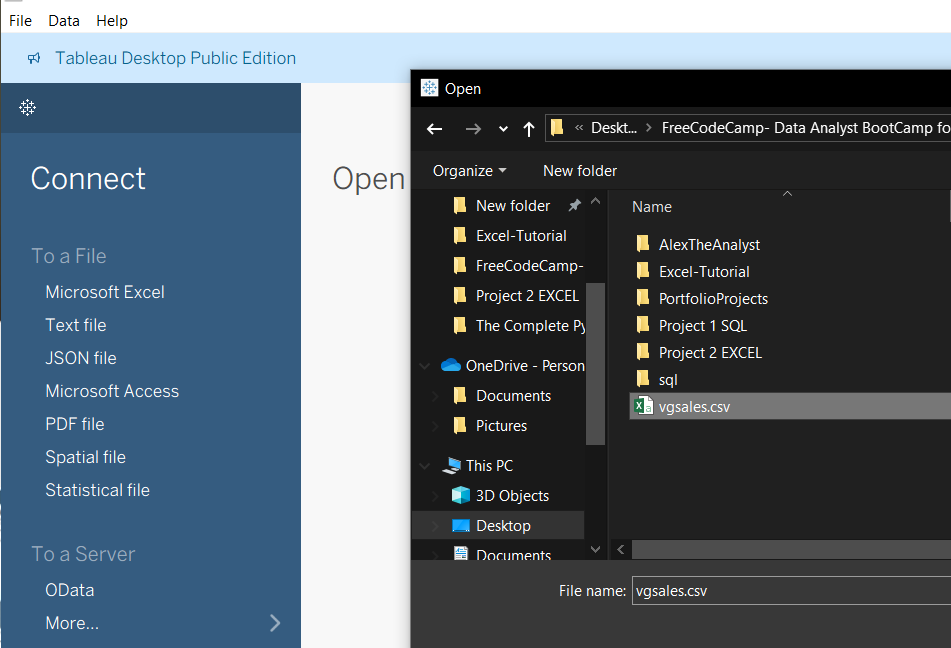 File Data Help
Tableau Desktop Public Edition
Connect
To a File
Microsoft Excel
Text file
JSON file
Microsoft Access
PDF file
Spatial file
Statistical file
To a Server
OData
More...
Open
Open
« Deskt... > FreeCodeCamp- Data Analyst BootCamp fo
Organize New folder
New folder
Excel-Tutorial
FreeCodeCamp-
Project 2 EXCEL
The Complete Py
OneDrive - Person
Documents
Pictures
This PC
3D Objects
Desktop
Documents
Name
AlexTheAnalyst
Excel-Tutorial
PortfolioProjects
Project 1 SQL
Project 2 EXCEL
sql
vgsales.csv
File name: vgsales.csv